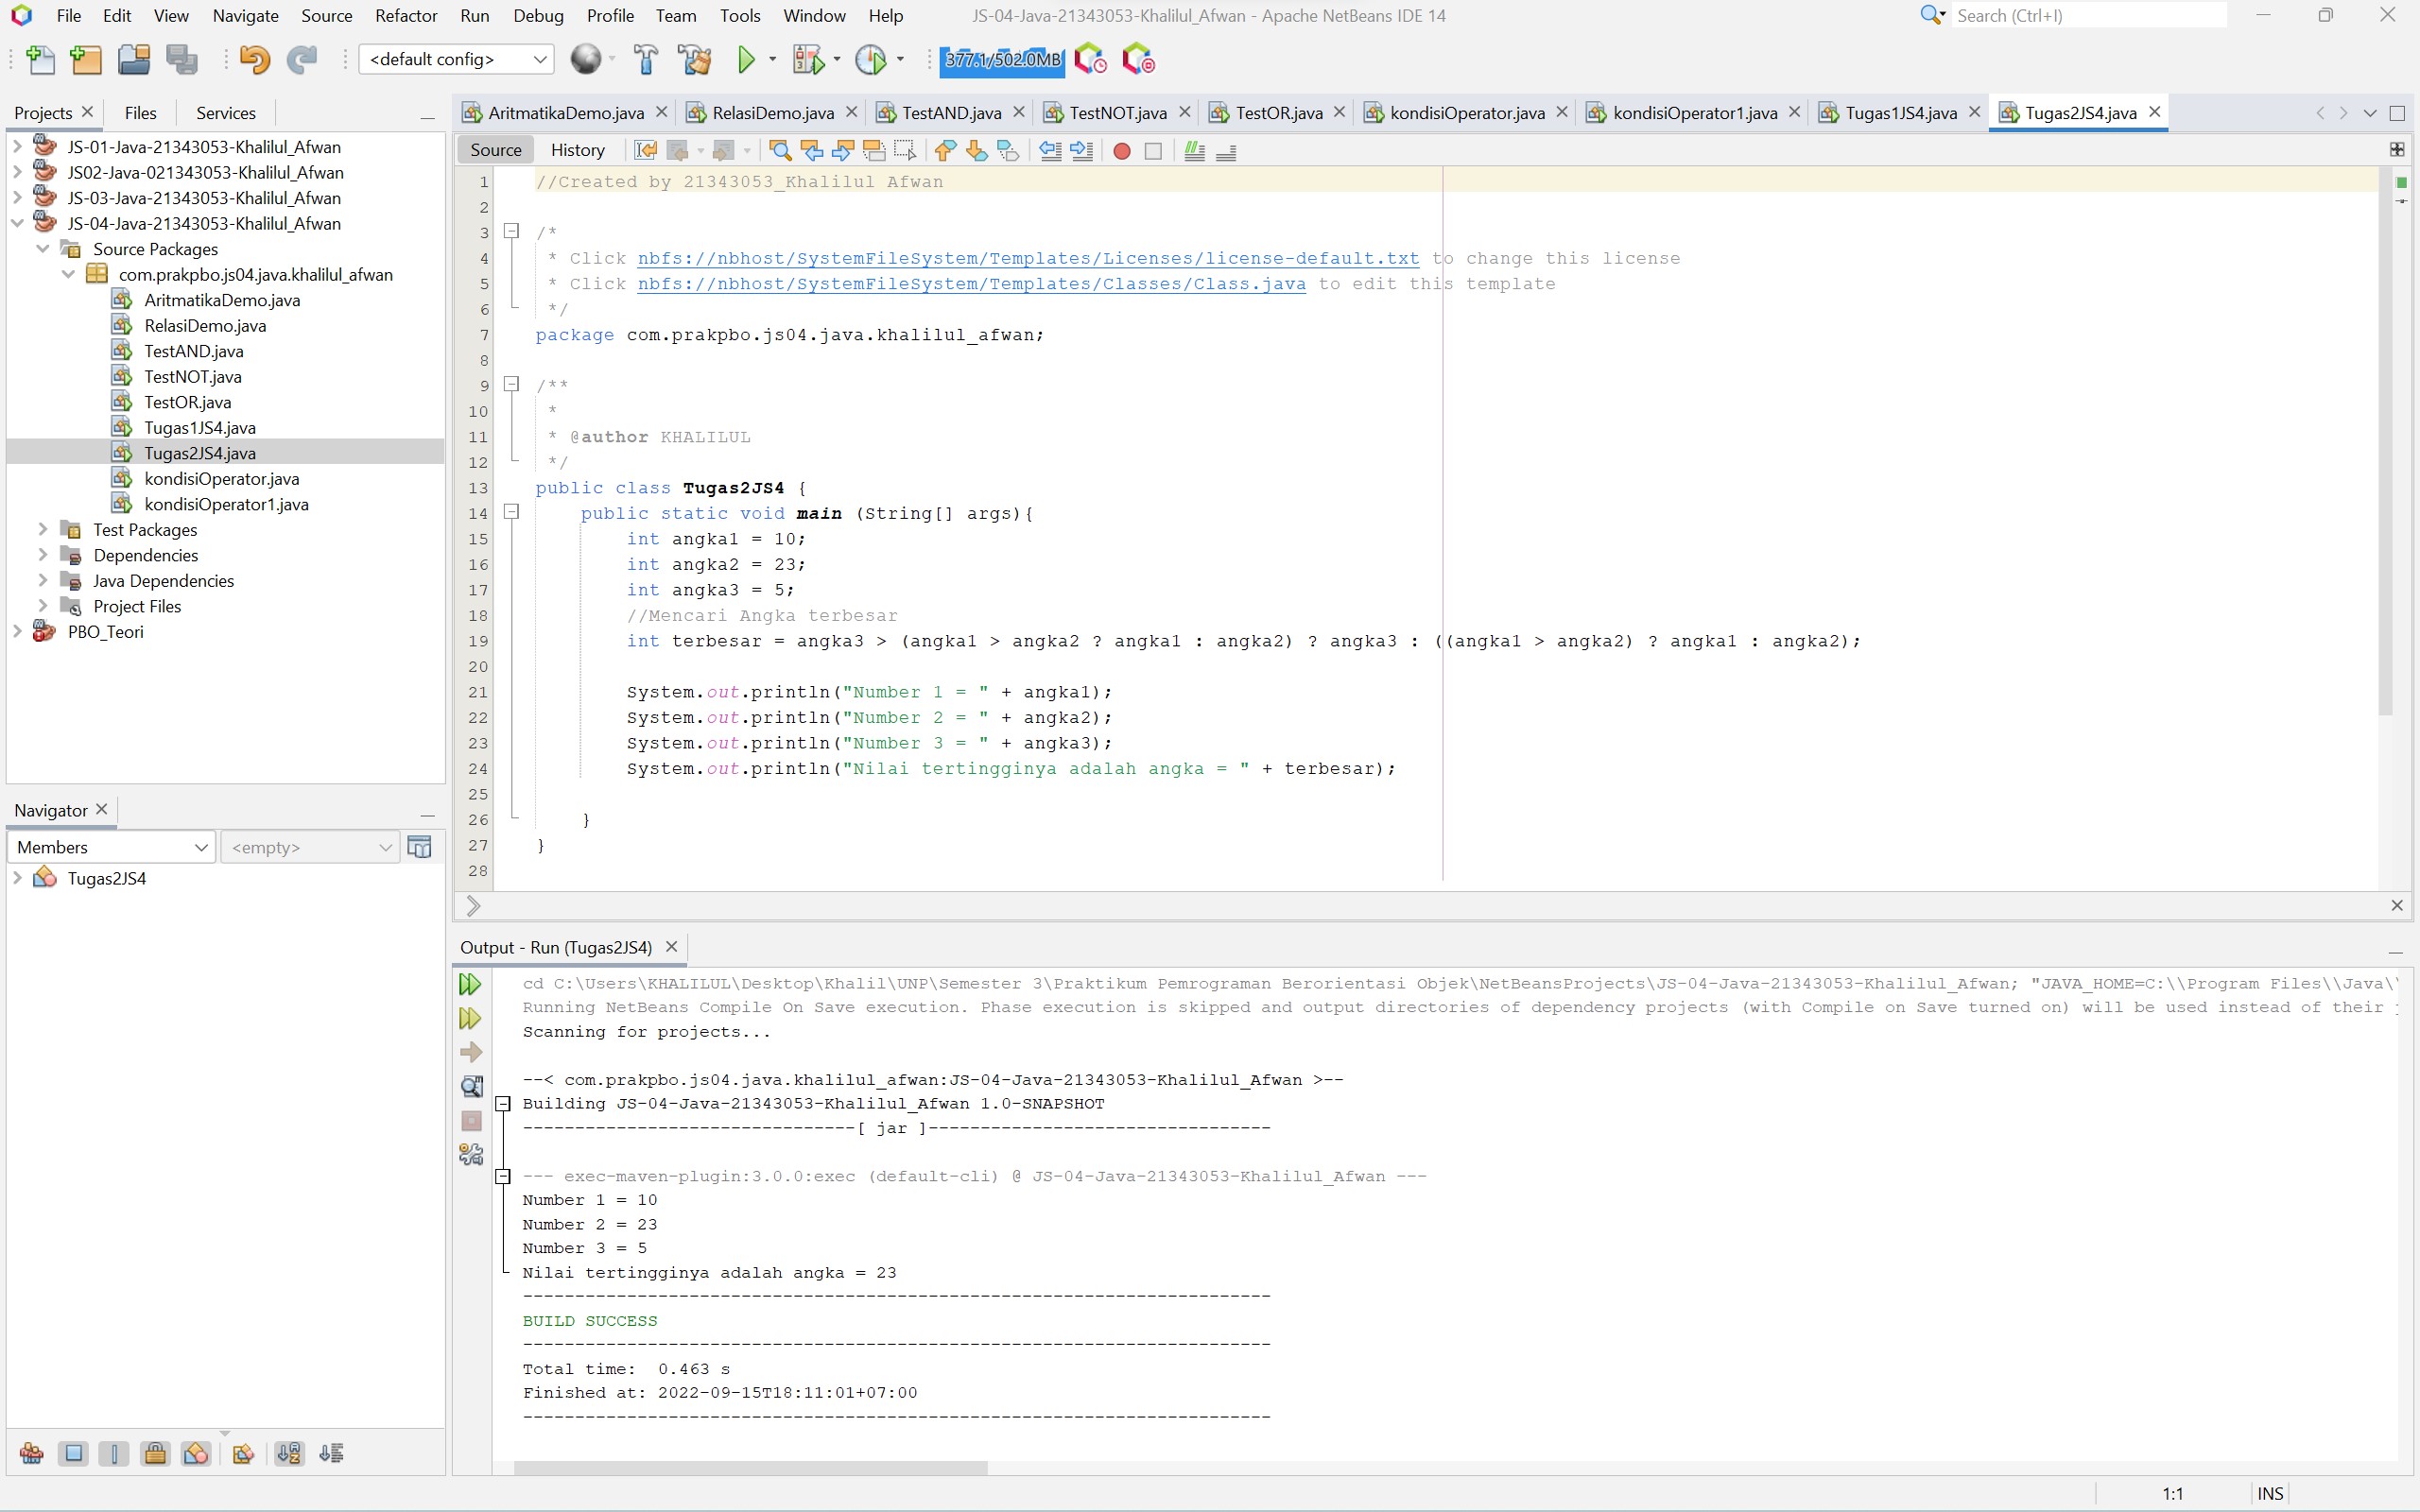 File Edit View Navigate Source Refactor Run Debug Profile Team Tools Window Help JS-04-Java-21343053-Khalilul_Afwan - Apache NetBeans IDE 14 Search (Ctrl+I)
<default config> 377.1/502.0MB
Projects Files Services
JS-01-Java-21343053-Khalilul_Afwan
JS02-Java-021343053-Khalilul_Afwan
JS-03-Java-21343053-Khalilul_Afwan
JS-04-Java-21343053-Khalilul_Afwan
Source Packages
com.prakpbo.js04.java.khalilul_afwan
AritmatikaDemo.java
RelasiDemo.java
TestAND.java
TestNOT.java
TestOR.java
Tugas1JS4.java
Tugas2JS4.java
kondisiOperator.java
kondisiOperator1.java
Test Packages
Dependencies
Java Dependencies
Project Files
PBO_Teori
Navigator
Members <empty>
Tugas2JS4
AritmatikaDemo.java RelasiDemo.java TestAND.java TestNOT.java TestOR.java kondisiOperator.java kondisiOperator1.java Tugas1JS4.java Tugas2JS4.java
Source History
1 //Created by 21343053_Khalilul Afwan
2
3 /*
4 * Click nbfs://nbhost/SystemFileSystem/Templates/Licenses/license-default.txt to change this license
5 * Click nbfs://nbhost/SystemFileSystem/Templates/Classes/Class.java to edit this template
6 */
7 package com.prakpbo.js04.java.khalilul_afwan;
8
9 /**
10 *
11 * @author KHALILUL
12 */
13 public class Tugas2JS4 {
14 public static void main (String[] args){
15 int angka1 = 10;
16 int angka2 = 23;
17 int angka3 = 5;
18 //Mencari Angka terbesar
19 int terbesar = angka3 > (angka1 > angka2 ? angka1 : angka2) ? angka3 : ((angka1 > angka2) ? angka1 : angka2);
20
21 System.out.println("Number 1 = " + angka1);
22 System.out.println("Number 2 = " + angka2);
23 System.out.println("Number 3 = " + angka3);
24 System.out.println("Nilai tertingginya adalah angka = " + terbesar);
25
26 }
27 }
28
Output - Run (Tugas2JS4)
cd C:\Users\KHALILUL\Desktop\Khalil\UNP\Semester 3\Praktikum Pemrograman Berorientasi Objek\NetBeansProjects\JS-04-Java-21343053-Khalilul_Afwan; "JAVA_HOME=C:\\Program Files\\Java\\
Running NetBeans Compile On Save execution. Phase execution is skipped and output directories of dependency projects (with Compile on Save turned on) will be used instead of their
Scanning for projects...
--< com.prakpbo.js04.java.khalilul_afwan:JS-04-Java-21343053-Khalilul_Afwan >--
Building JS-04-Java-21343053-Khalilul_Afwan 1.0-SNAPSHOT
--------------------------------[ jar ]---------------------------------
--- exec-maven-plugin:3.0.0:exec (default-cli) @ JS-04-Java-21343053-Khalilul_Afwan ---
Number 1 = 10
Number 2 = 23
Number 3 = 5
Nilai tertingginya adalah angka = 23
------------------------------------------------------------------------
BUILD SUCCESS
------------------------------------------------------------------------
Total time:  0.463 s
Finished at: 2022-09-15T18:11:01+07:00
------------------------------------------------------------------------
1:1 INS